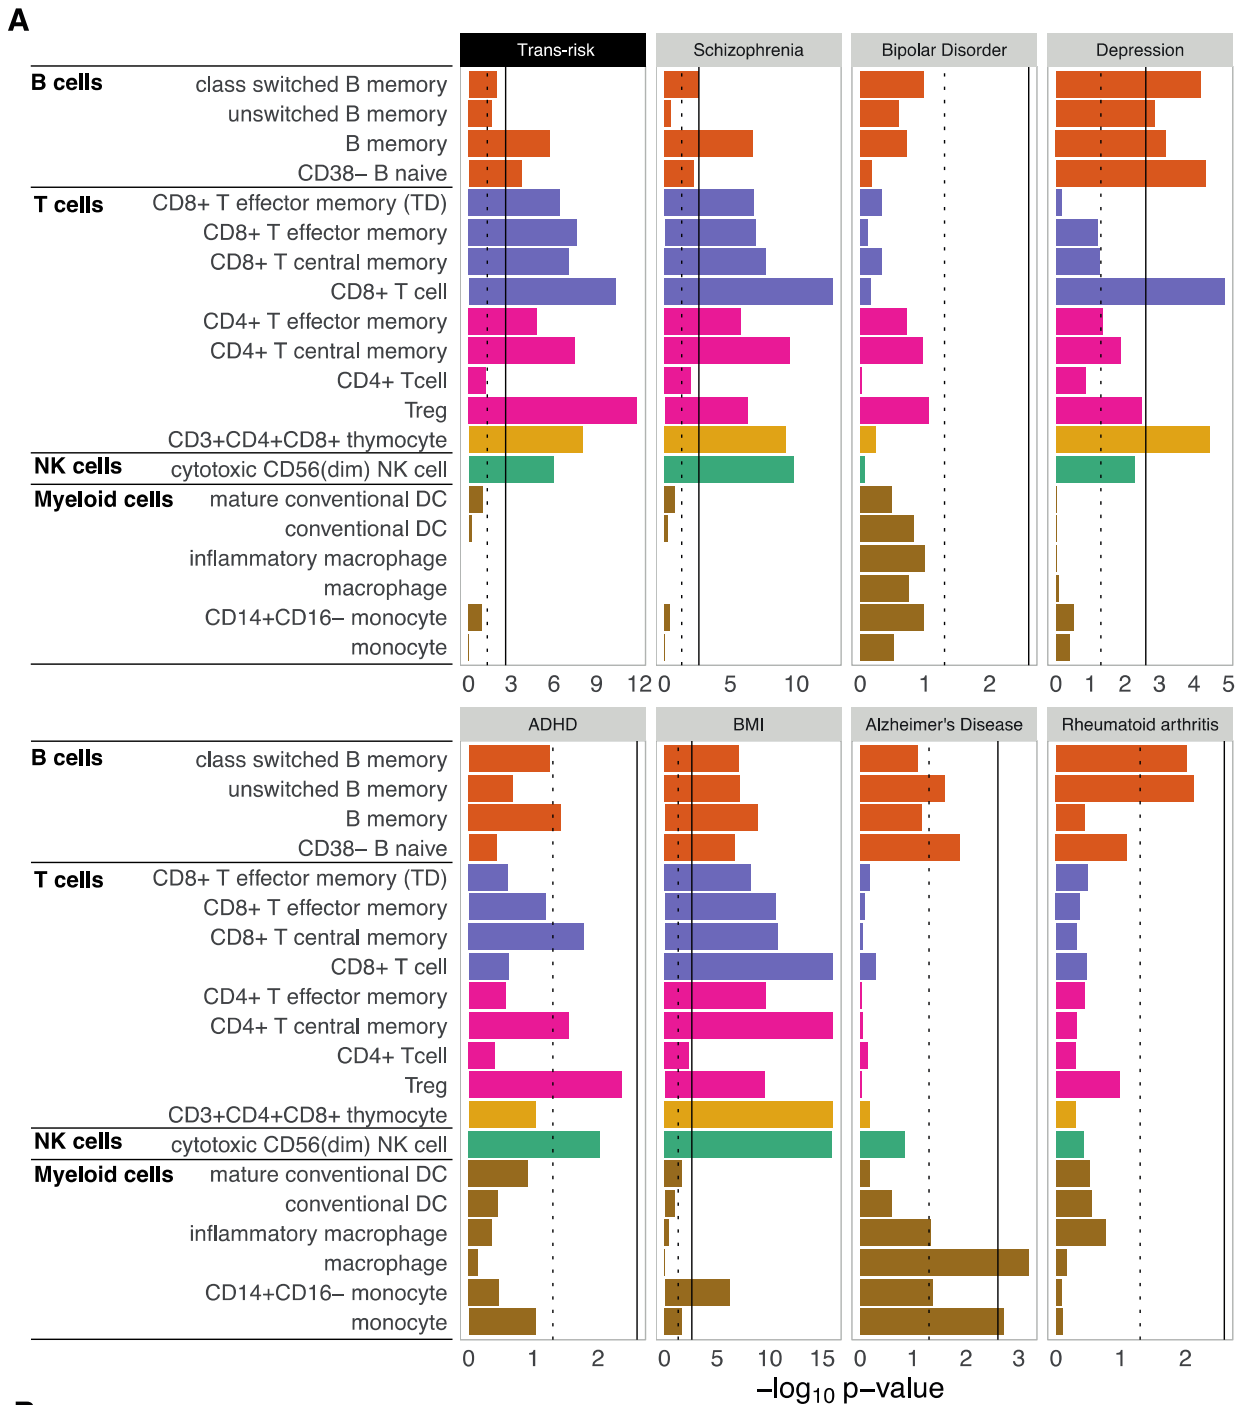 A
Trans-risk Schizophrenia Bipolar Disorder Depression
B cells class switched B memory
unswitched B memory
B memory
CD38− B naive
T cells CD8+ T effector memory (TD)
CD8+ T effector memory
CD8+ T central memory
CD8+ T cell
CD4+ T effector memory
CD4+ T central memory
CD4+ Tcell
Treg
CD3+CD4+CD8+ thymocyte
NK cells cytotoxic CD56(dim) NK cell
Myeloid cells mature conventional DC
conventional DC
inflammatory macrophage
macrophage
CD14+CD16− monocyte
monocyte
0 3 6 9 12 0 5 10 0 1 2 0 1 2 3 4 5
ADHD BMI Alzheimer's Disease Rheumatoid arthritis
B cells class switched B memory
unswitched B memory
B memory
CD38− B naive
T cells CD8+ T effector memory (TD)
CD8+ T effector memory
CD8+ T central memory
CD8+ T cell
CD4+ T effector memory
CD4+ T central memory
CD4+ Tcell
Treg
CD3+CD4+CD8+ thymocyte
NK cells cytotoxic CD56(dim) NK cell
Myeloid cells mature conventional DC
conventional DC
inflammatory macrophage
macrophage
CD14+CD16− monocyte
monocyte
0 1 2 0 5 10 15 0 1 2 3 0 1 2
−log₁₀ p−value